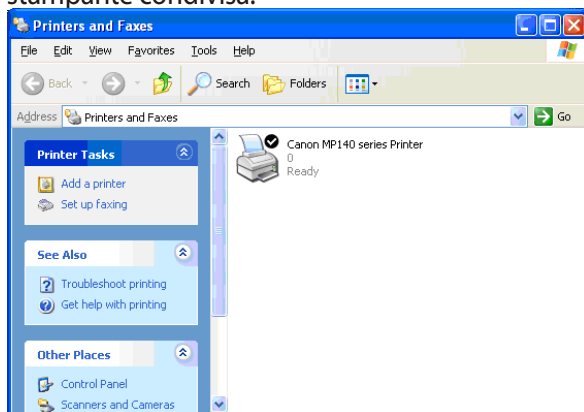 stampante condivisa.
Printers and Faxes
File Edit View Favorites Tools Help
Back Search Folders
Address Printers and Faxes Go
Printer Tasks
Add a printer
Set up faxing
See Also
Troubleshoot printing
Get help with printing
Other Places
Control Panel
Scanners and Cameras
Canon MP140 series Printer
0
Ready